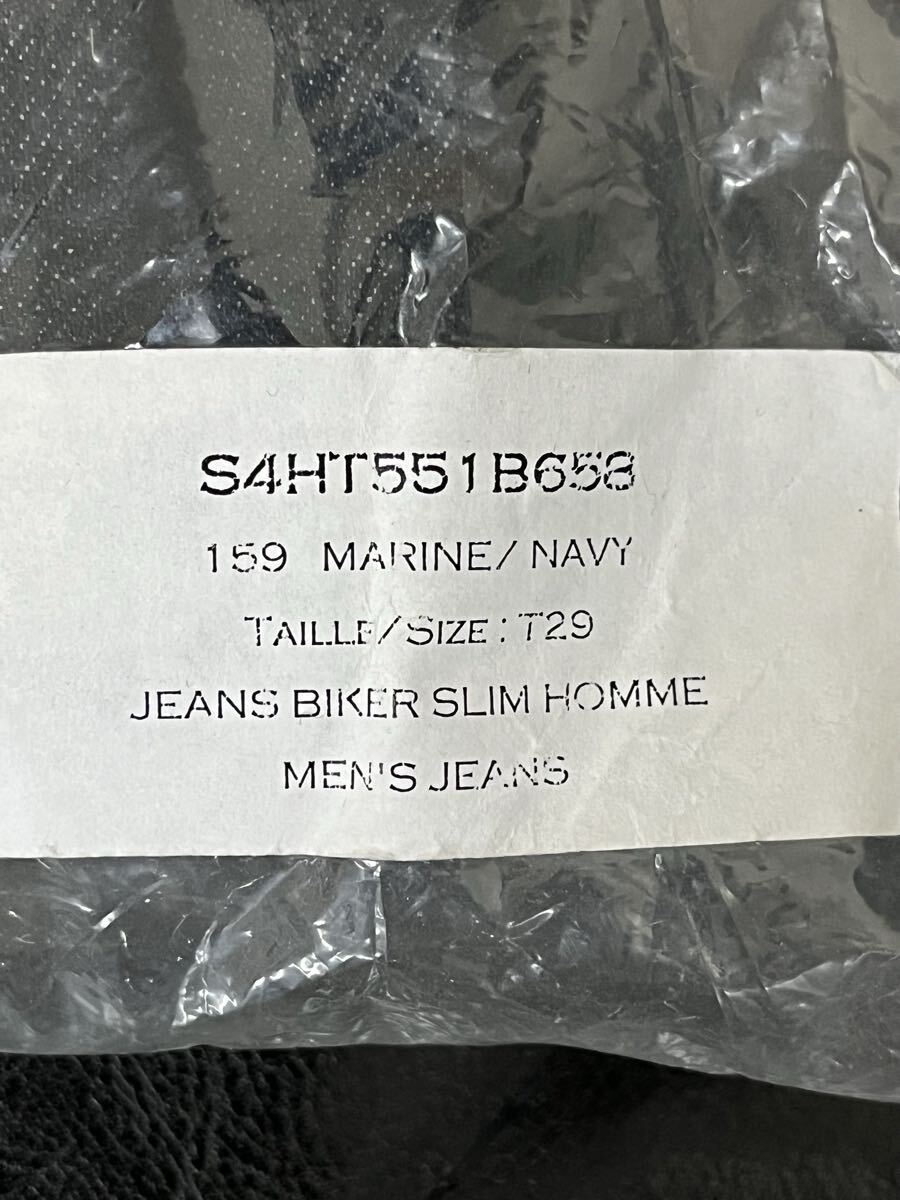 S4HT551B658
159 MARINE/ NAVY
TAILLE/SIZE : T29
JEANS BIKER SLIM HOMME
MEN'S JEANS